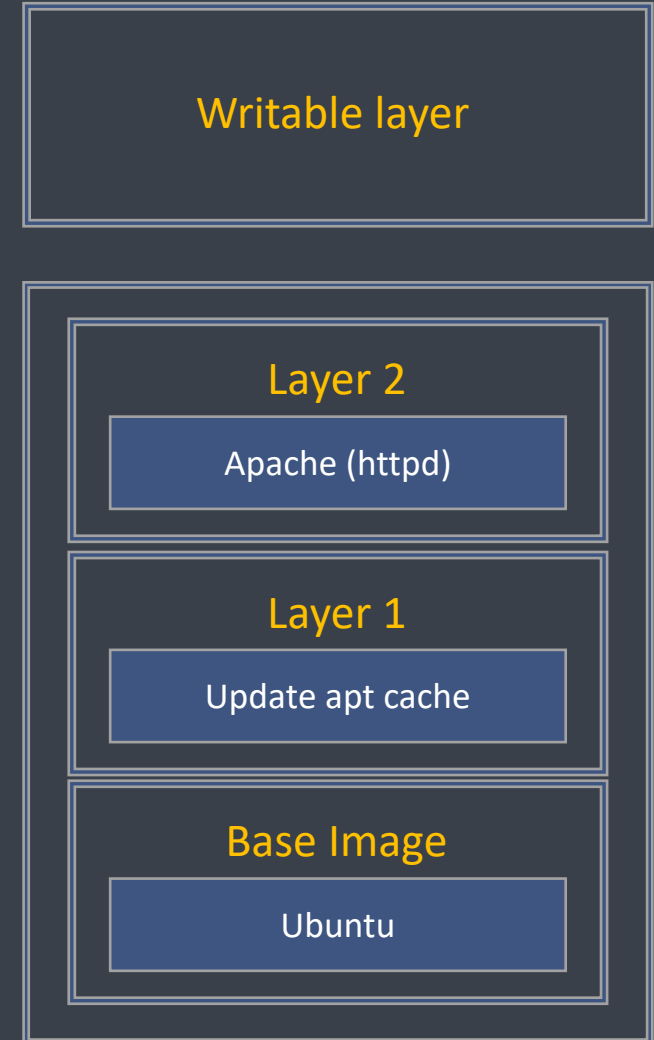 Writable layer
Layer 2
Apache (httpd)
Layer 1
Update apt cache
Base Image
Ubuntu